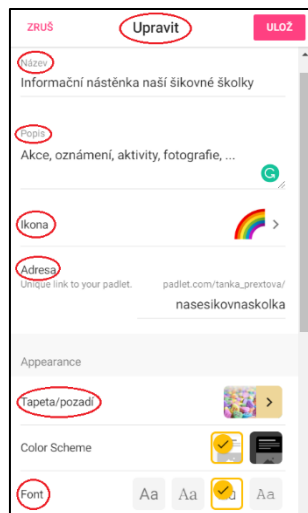 ZRUŠ Upravit ULOŽ
Název
Informační nástěnka naší šikovné školky
Popis
Akce, oznámení, aktivity, fotografie, ...
Ikona
Adresa
Unique link to your padlet. padlet.com/tanka_prextova/
nasesikovnaskolka
Appearance
Tapeta/pozadí
Color Scheme
Font Aa Aa Aa